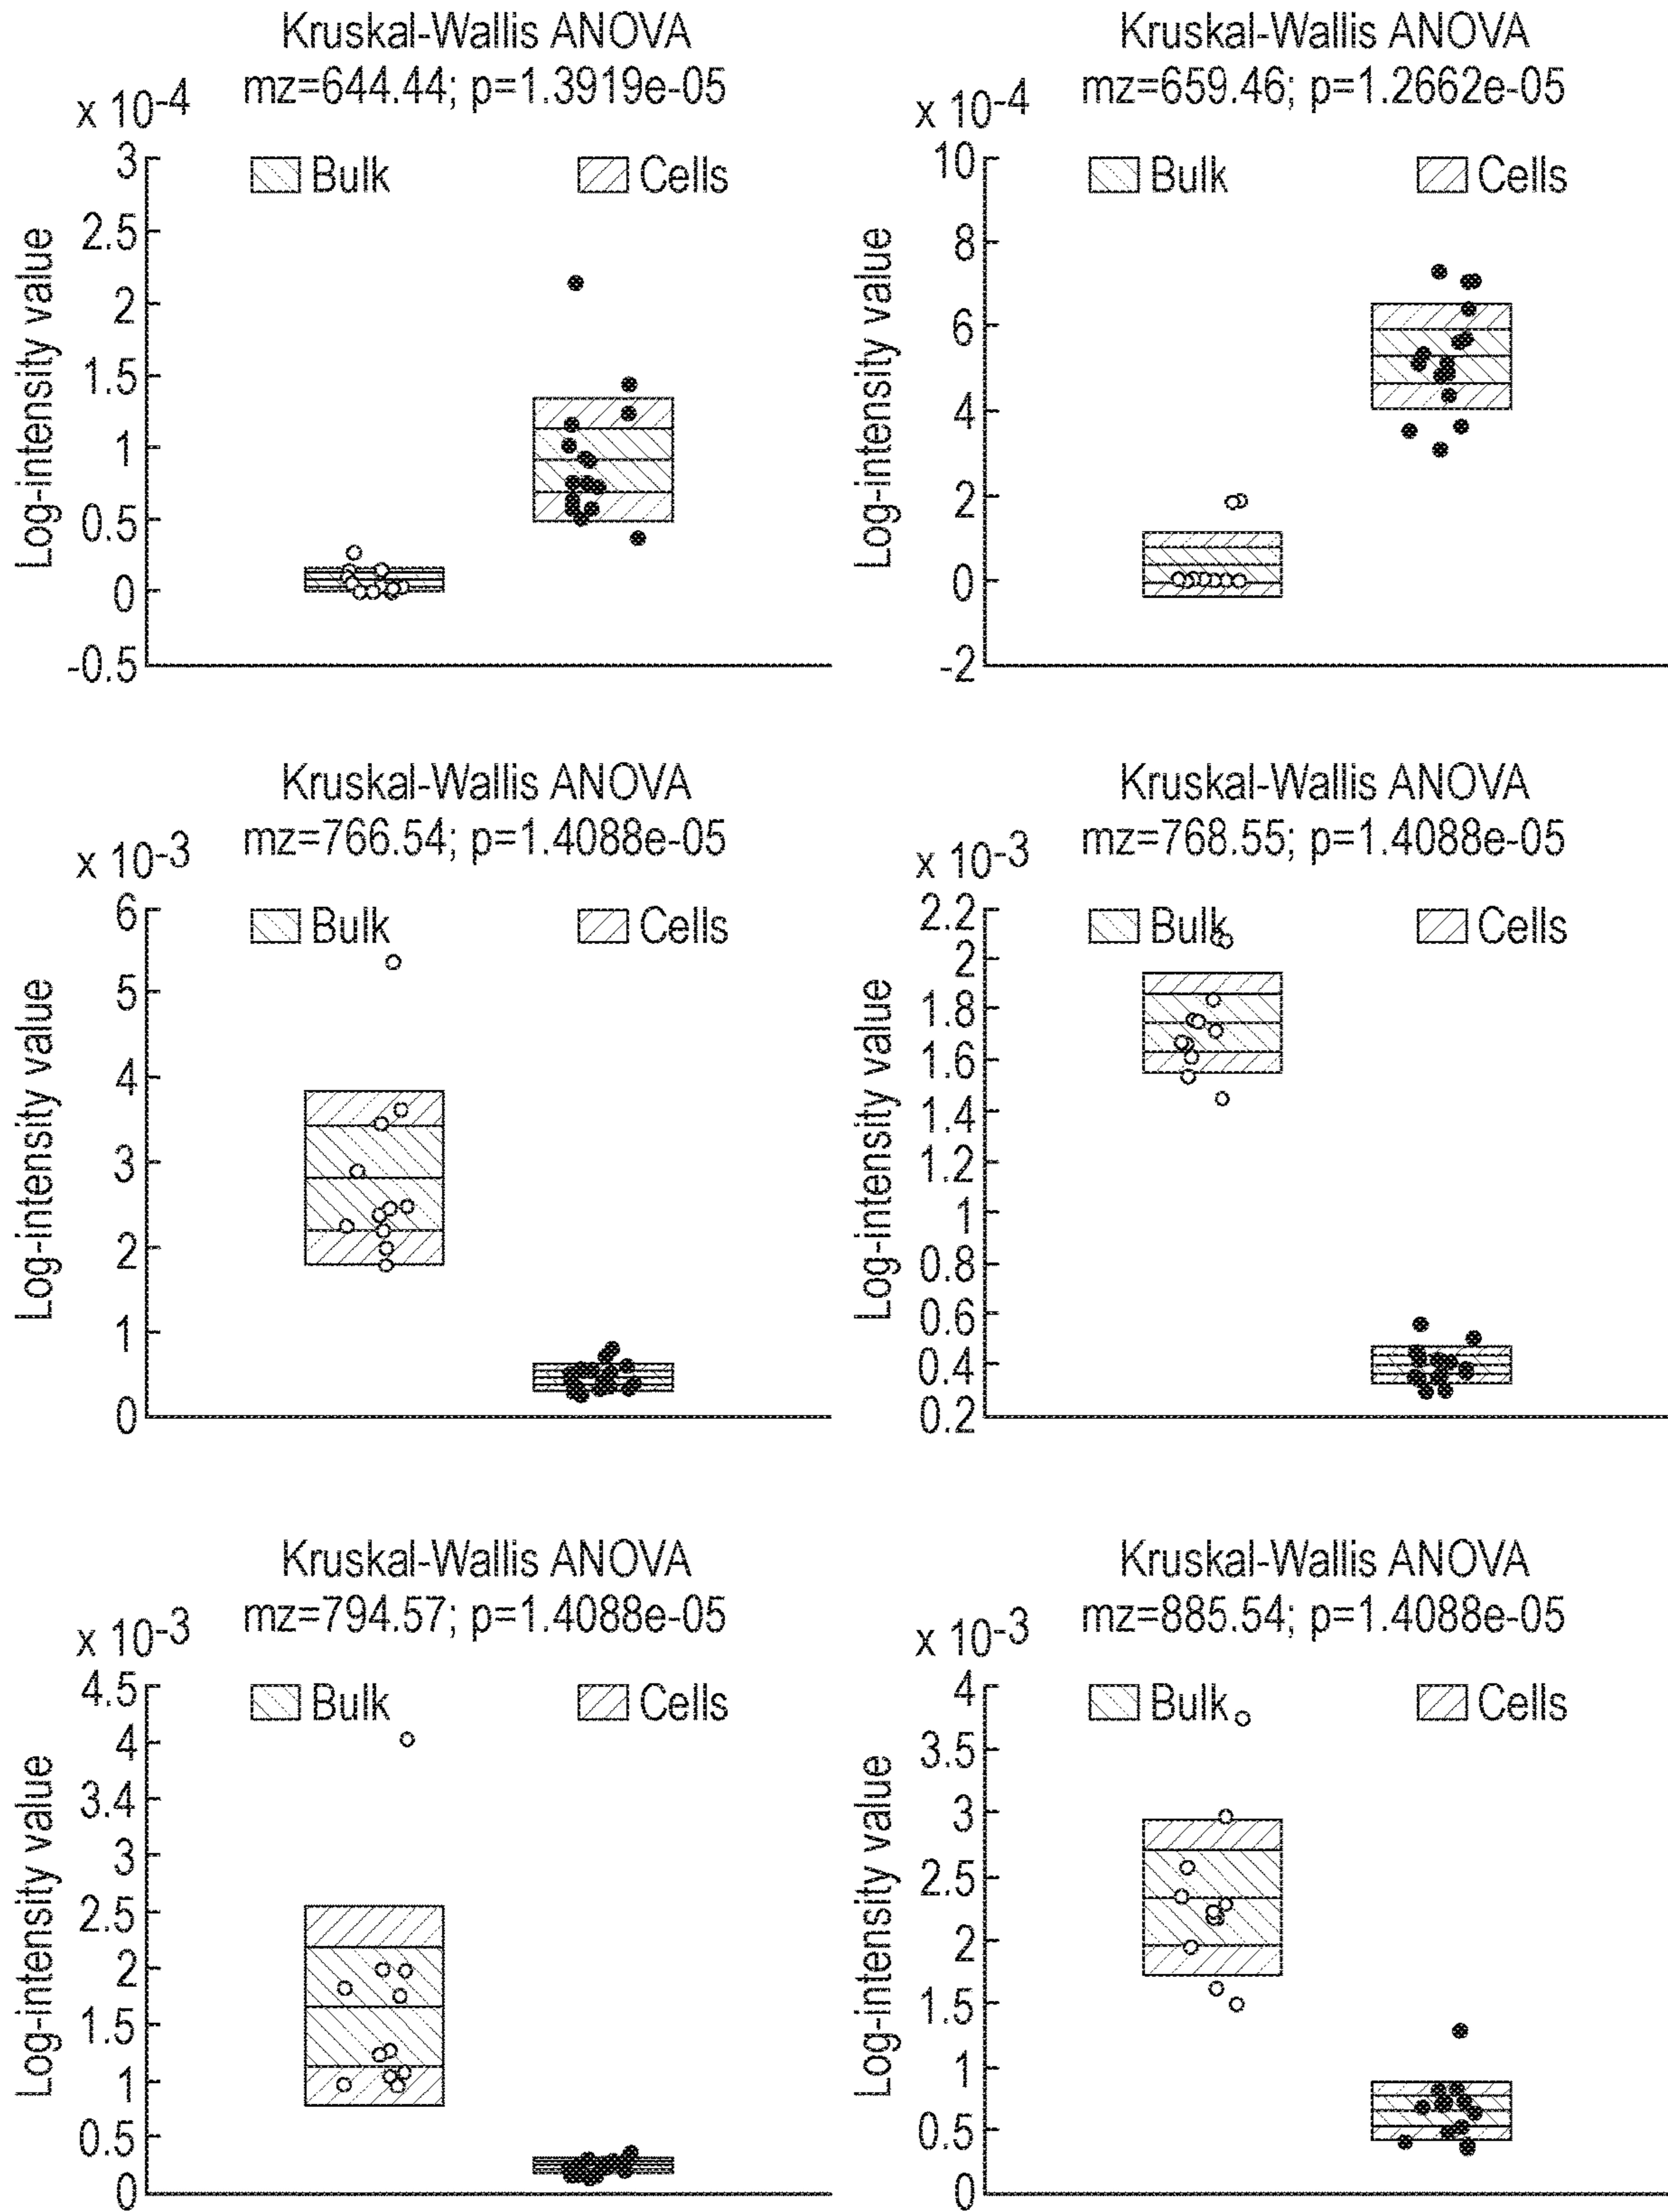 Kruskal-Wallis ANOVA
mz=644.44; p=1.3919e-05
x 10-4
Bulk
Cells
3
2.5
2
1.5
1
0.5
0
-0.5
Log-intensity value
Kruskal-Wallis ANOVA
mz=659.46; p=1.2662e-05
x 10-4
Bulk
Cells
10
8
6
4
2
0
-2
Log-intensity value
Kruskal-Wallis ANOVA
mz=766.54; p=1.4088e-05
x 10-3
Bulk
Cells
6
5
4
3
2
1
0
Log-intensity value
Kruskal-Wallis ANOVA
mz=768.55; p=1.4088e-05
x 10-3
Bulk
Cells
2.2
2
1.8
1.6
1.4
1.2
1
0.8
0.6
0.4
0.2
Log-intensity value
Kruskal-Wallis ANOVA
mz=794.57; p=1.4088e-05
x 10-3
Bulk
Cells
4.5
4
3.4
3
2.5
2
1.5
1
0.5
0
Log-intensity value
Kruskal-Wallis ANOVA
mz=885.54; p=1.4088e-05
x 10-3
Bulk
Cells
4
3.5
3
2.5
2
1.5
1
0.5
0
Log-intensity value